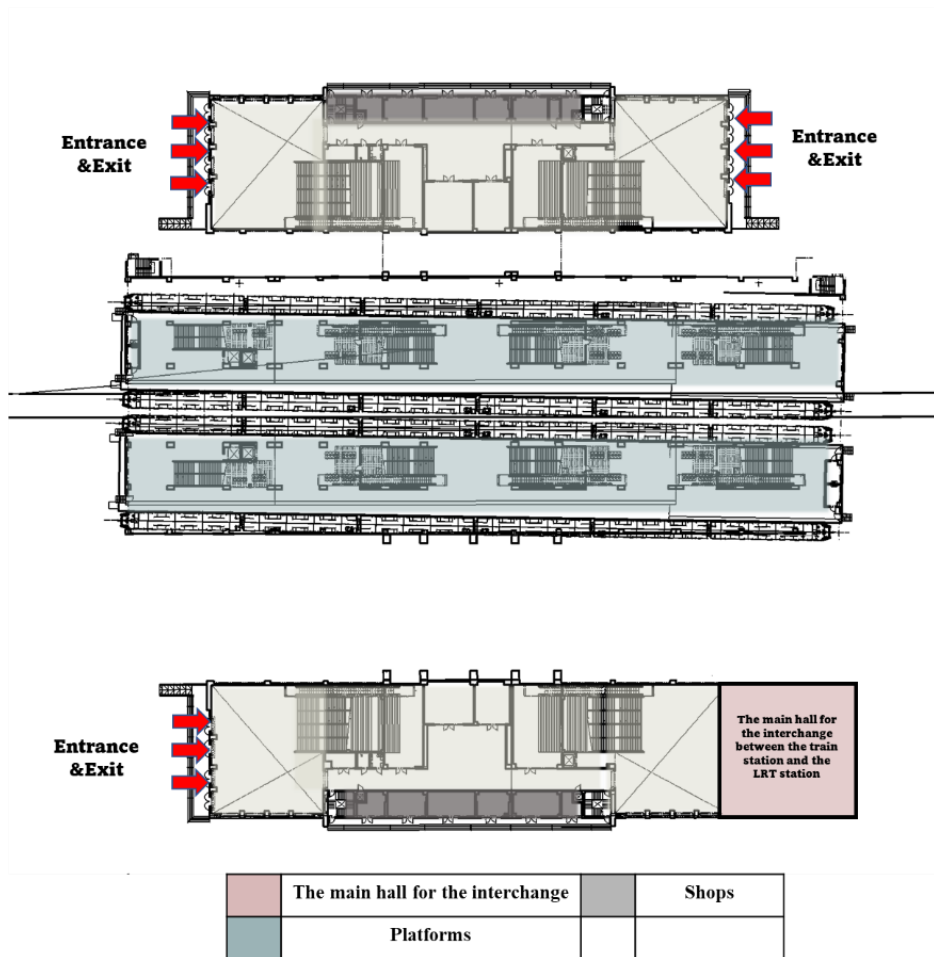 Entrance
&Exit
Entrance
&Exit
Entrance
&Exit
The main hall for
the interchange
between the train
station and the
LRT station
The main hall for the interchange
Shops
Platforms